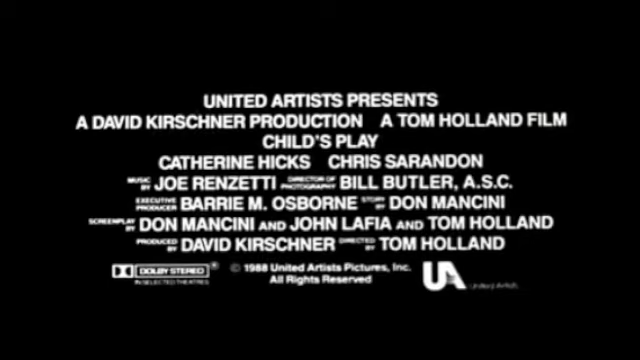 UNITED ARTISTS PRESENTS
A DAVID KIRSCHNER PRODUCTION A TOM HOLLAND FILM
CHILD'S PLAY
CATHERINE HICKS CHRIS SARANDON
MUSIC BY JOE RENZETTI DIRECTOR OF PHOTOGRAPHY BILL BUTLER, A.S.C.
EXECUTIVE PRODUCER BARRIE M. OSBORNE STORY BY DON MANCINI
SCREENPLAY BY DON MANCINI AND JOHN LAFIA AND TOM HOLLAND
PRODUCED BY DAVID KIRSCHNER DIRECTED BY TOM HOLLAND
DOLBY STEREO ® © 1988 United Artists Pictures, Inc. UA United Artists
IN SELECTED THEATRES All Rights Reserved